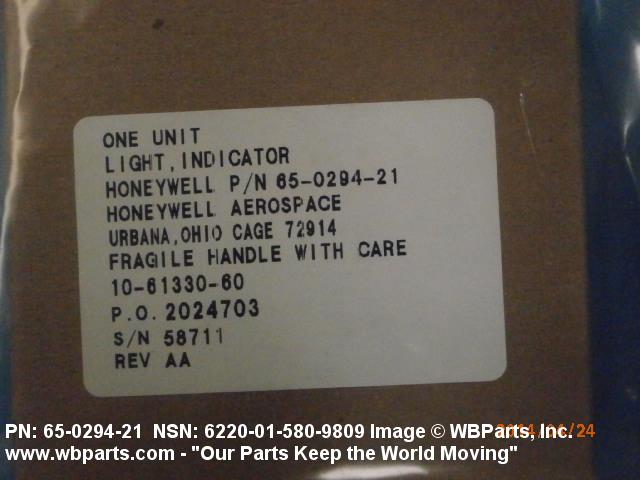 ONE UNIT
LIGHT, INDICATOR
HONEYWELL P/N 65-0294-21
HONEYWELL AEROSPACE
URBANA, OHIO CAGE 72914
FRAGILE HANDLE WITH CARE
10-61330-60
P.O. 2024703
S/N 58711
REV AA
PN: 65-0294-21 NSN: 6220-01-580-9809 Image © WBParts, Inc.
www.wbparts.com - "Our Parts Keep the World Moving"